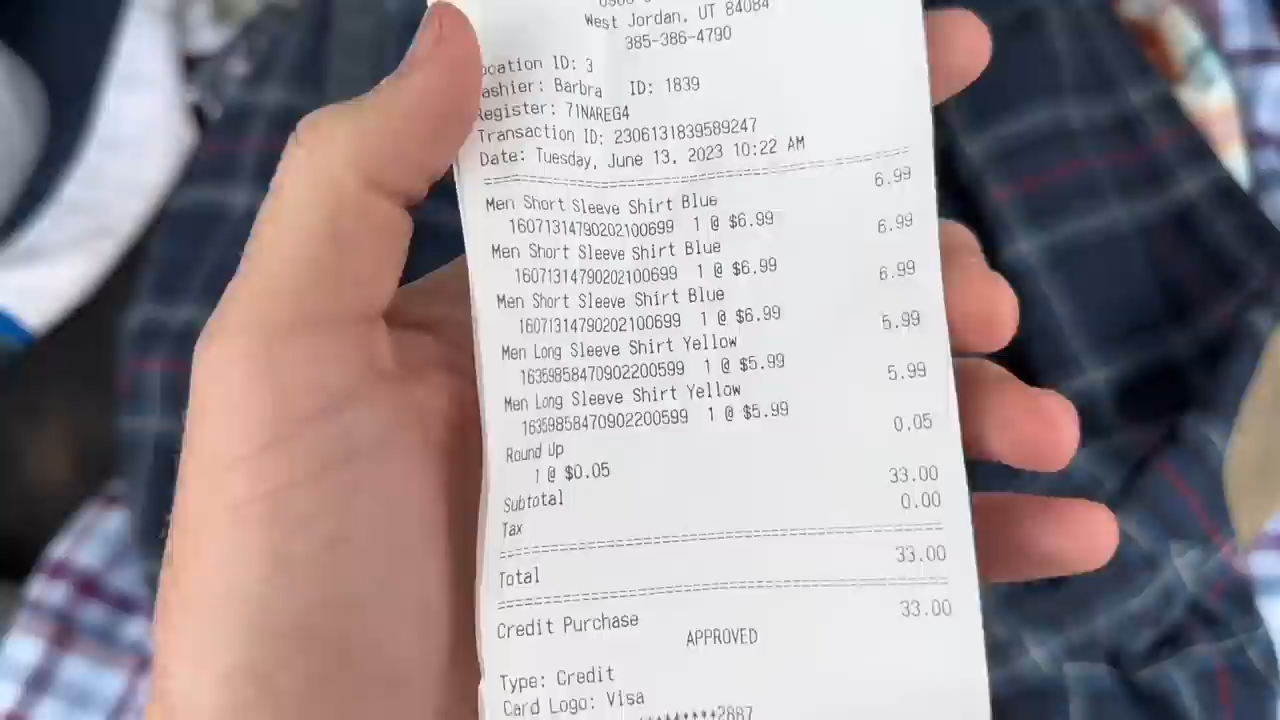 West Jordan, UT 84084
385-386-4790
ocation ID: 3
ashier: Barbra ID: 1839
Register: 71NAREG4
Transaction ID: 2306131839589247
Date: Tuesday, June 13, 2023 10:22 AM
Men Short Sleeve Shirt Blue 6.99
16071314790202100699 1 @ $6.99
Men Short Sleeve Shirt Blue 6.99
16071314790202100699 1 @ $6.99
Men Short Sleeve Shirt Blue 6.99
16071314790202100699 1 @ $6.99
Men Long Sleeve Shirt Yellow 5.99
16359858470902200599 1 @ $5.99
Men Long Sleeve Shirt Yellow 5.99
16359858470902200599 1 @ $5.99
Round Up 0.05
1 @ $0.05
Subtotal 33.00
Tax 0.00
Total 33.00
Credit Purchase 33.00
APPROVED
Type: Credit
Card Logo: Visa
********2887